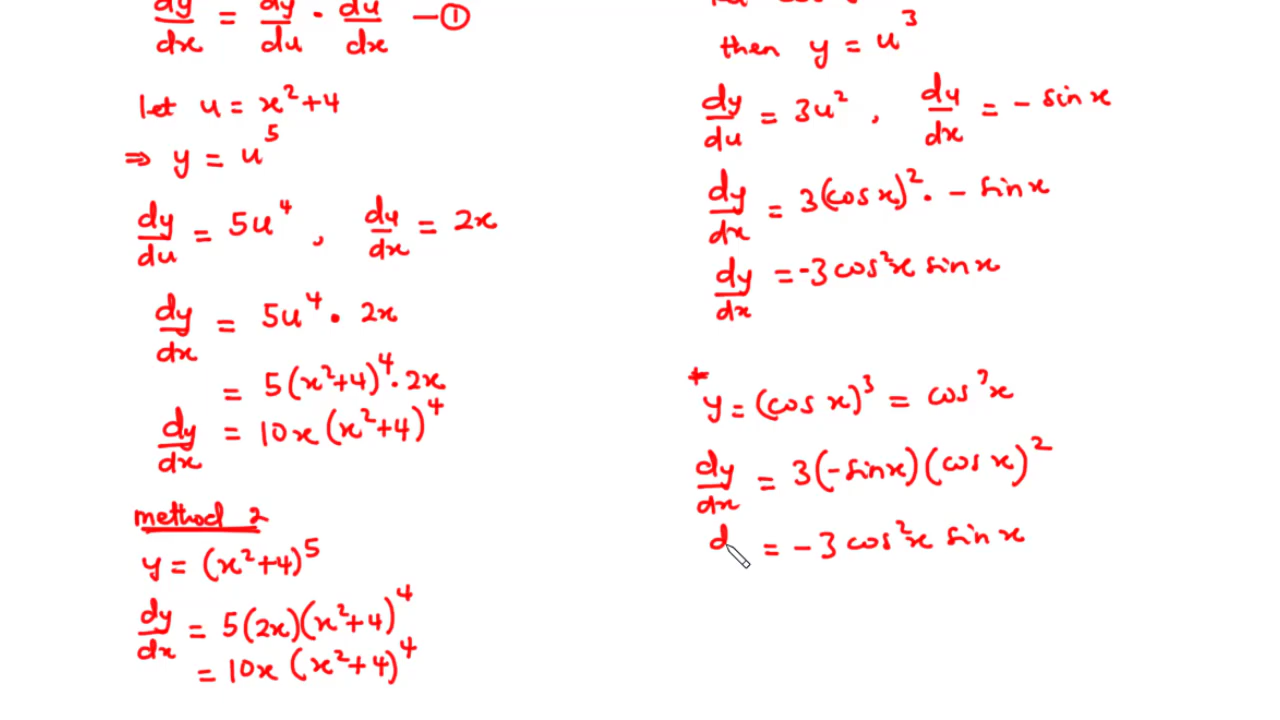 dy/dx = dy/du · du/dx —①
let u = x²+4
⇒ y = u⁵
dy/du = 5u⁴ , du/dx = 2x
dy/dx = 5u⁴ · 2x
= 5(x²+4)⁴ · 2x
dy/dx = 10x (x²+4)⁴
method 2
y = (x²+4)⁵
dy/dx = 5(2x)(x²+4)⁴
= 10x (x²+4)⁴
then y = u³
dy/du = 3u² , du/dx = - sin x
dy/dx = 3(cos x)² · - sin x
dy/dx = -3 cos²x sin x
* y = (cos x)³ = cos³x
dy/dx = 3(-sin x)(cos x)²
d = -3 cos²x sin x